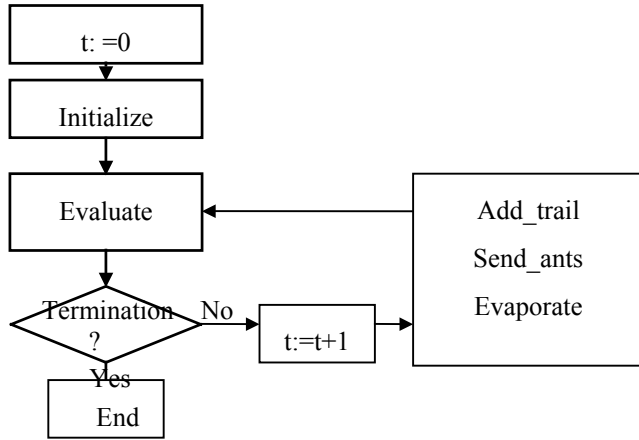 t: =0
Initialize
Evaluate
Add_trail
Send_ants
Evaporate
Termination
?
No
t:=t+1
Yes
End